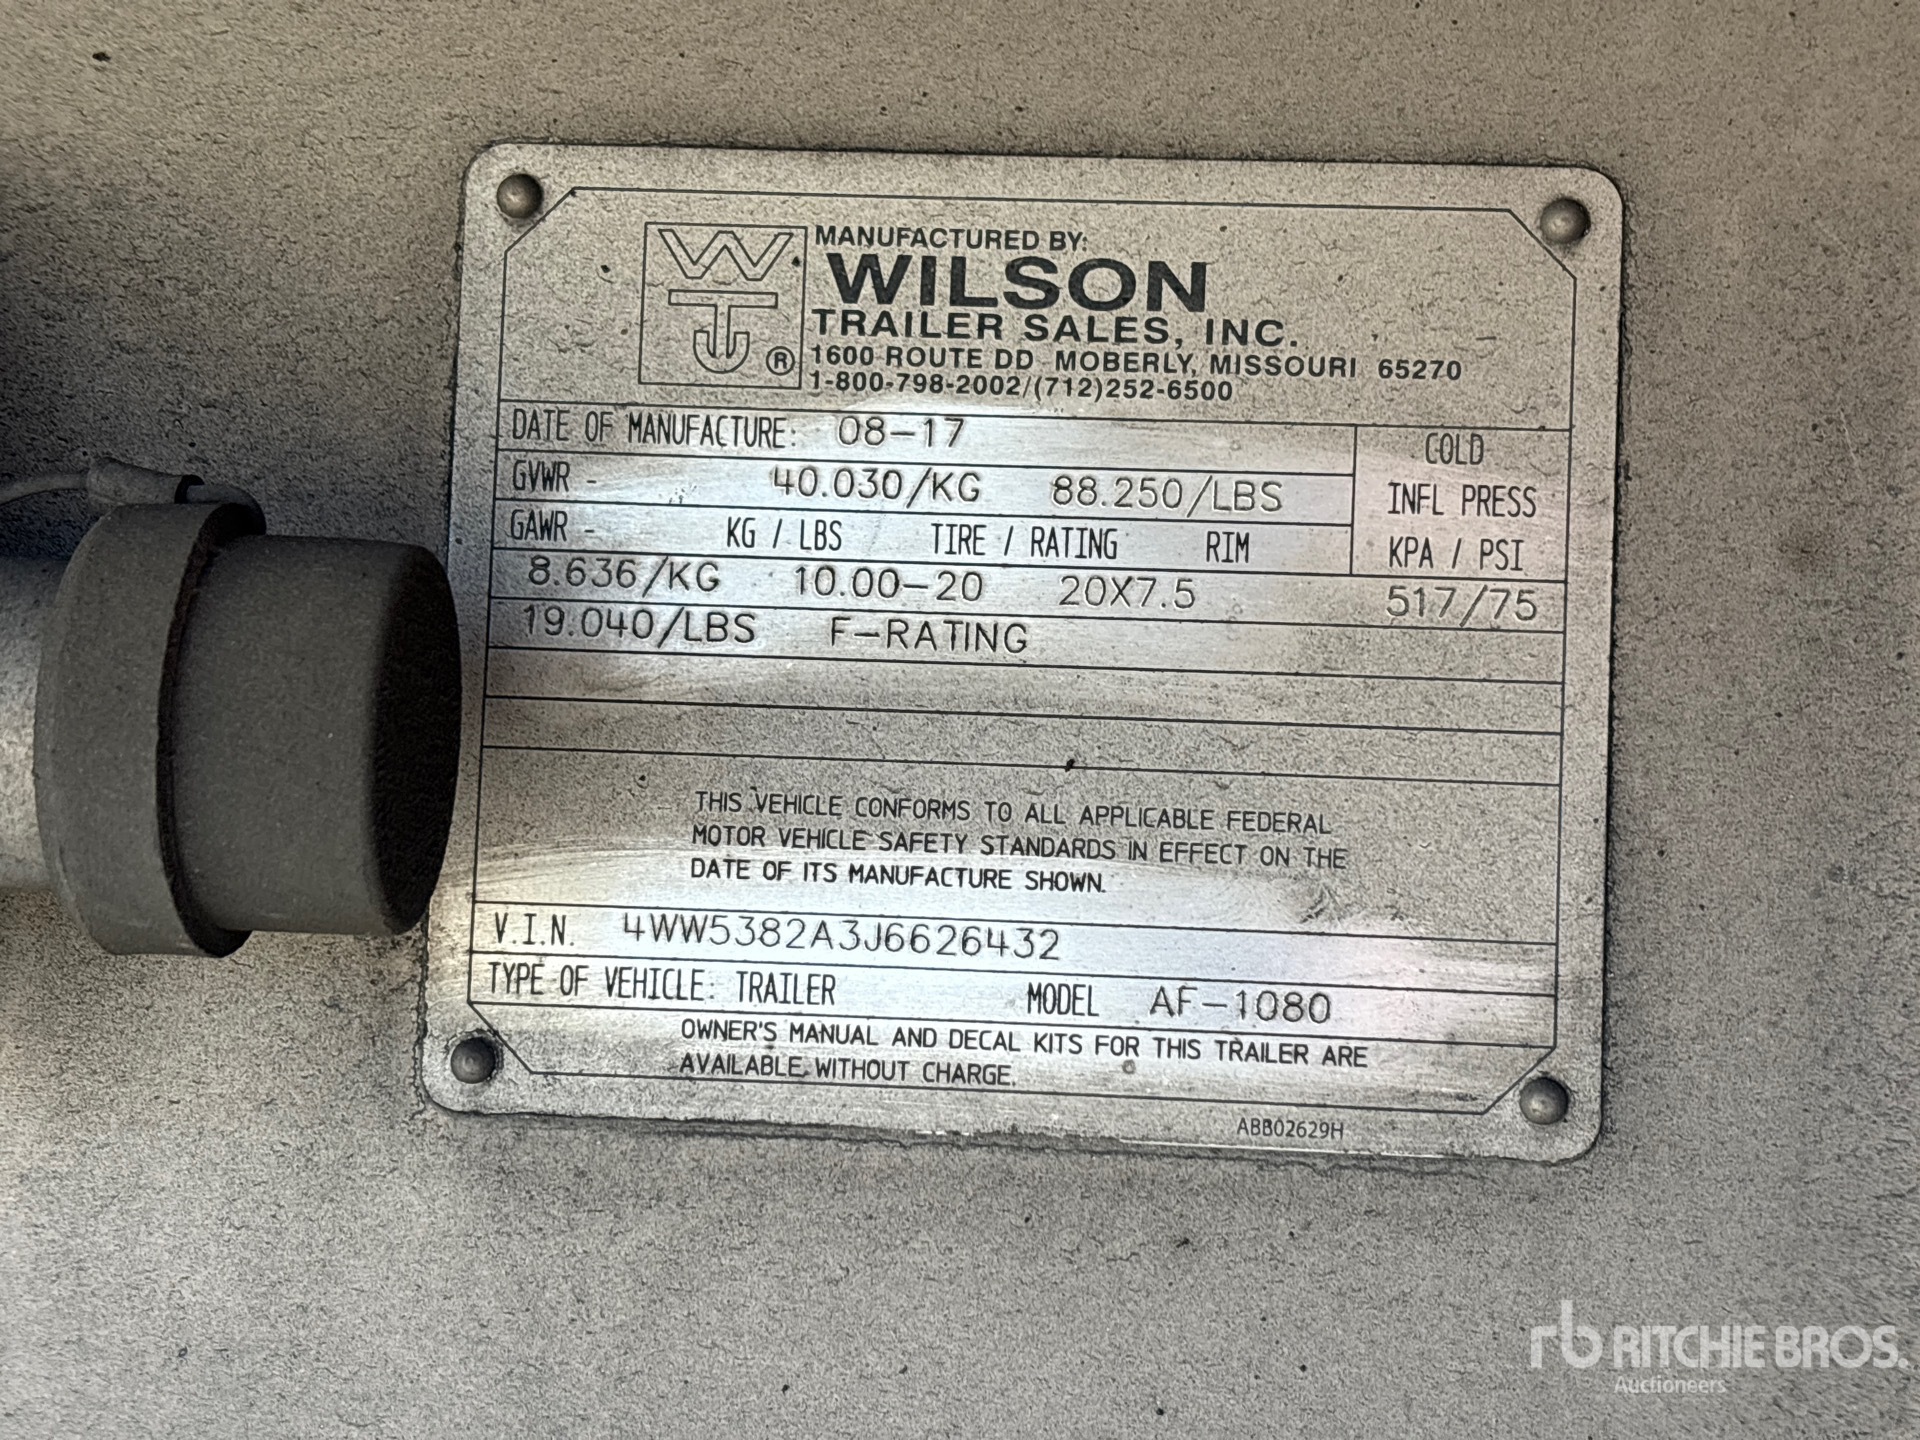 MANUFACTURED BY:
WILSON
TRAILER SALES, INC.
®
1600 ROUTE DD MOBERLY, MISSOURI 65270
1-800-798-2002/(712)252-6500
DATE OF MANUFACTURE: 08-17
COLD
GVWR - 40.030/KG 88.250/LBS
INFL PRESS
GAWR - KG / LBS TIRE / RATING RIM
KPA / PSI
8.636/KG 10.00-20 20X7.5 517/75
19.040/LBS F-RATING
THIS VEHICLE CONFORMS TO ALL APPLICABLE FEDERAL
MOTOR VEHICLE SAFETY STANDARDS IN EFFECT ON THE
DATE OF ITS MANUFACTURE SHOWN.
V.I.N. 4WW5382A3J6626432
TYPE OF VEHICLE: TRAILER MODEL AF-1080
OWNER'S MANUAL AND DECAL KITS FOR THIS TRAILER ARE
AVAILABLE WITHOUT CHARGE.
ABB02629H
rb RITCHIE BROS.
Auctioneers